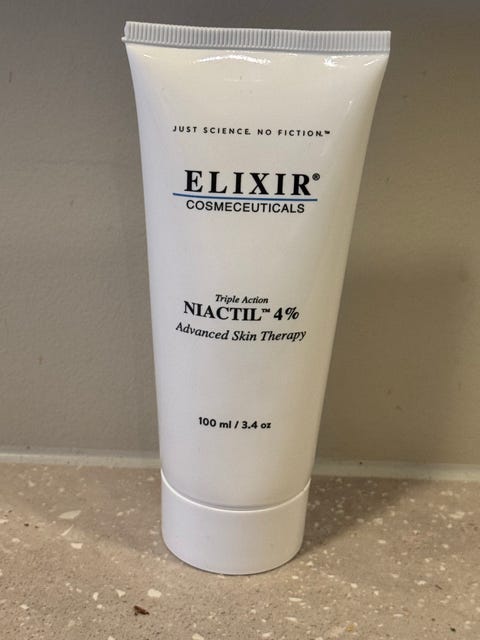 JUST SCIENCE. NO FICTION.™
ELIXIR®
COSMECEUTICALS
Triple Action
NIACTIL™ 4%
Advanced Skin Therapy
100 ml / 3.4 oz